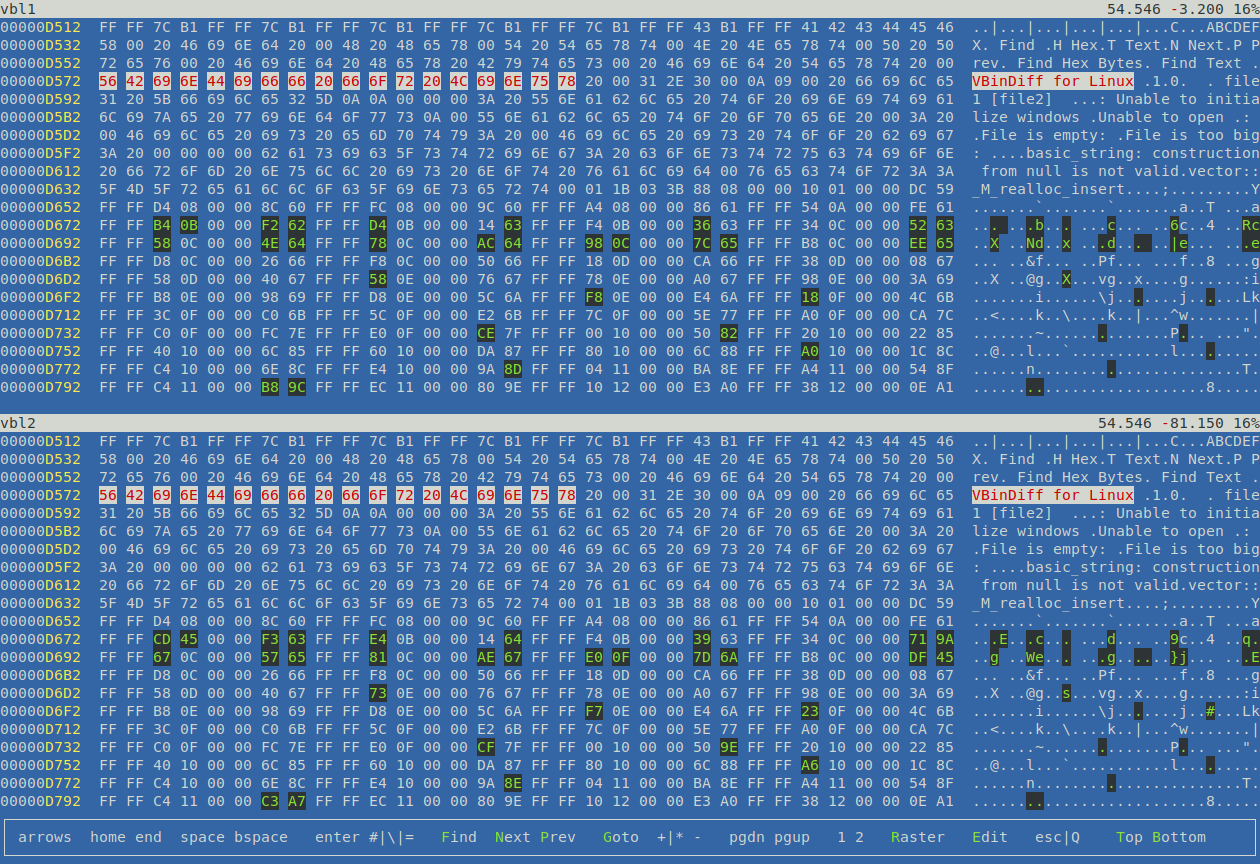 vbl1 54.546 -3.200 16%
00000D512 FF FF 7C B1 FF FF 7C B1 FF FF 7C B1 FF FF 7C B1 FF FF 7C B1 FF FF 43 B1 FF FF 41 42 43 44 45 46 ..|...|...|...|...|...C...ABCDEF
00000D532 58 00 20 46 69 6E 64 20 00 48 20 48 65 78 00 54 20 54 65 78 74 00 4E 20 4E 65 78 74 00 50 20 50 X. Find .H Hex.T Text.N Next.P P
00000D552 72 65 76 00 20 46 69 6E 64 20 48 65 78 20 42 79 74 65 73 00 20 46 69 6E 64 20 54 65 78 74 20 00 rev. Find Hex Bytes. Find Text .
00000D572 56 42 69 6E 44 69 66 66 20 66 6F 72 20 4C 69 6E 75 78 20 00 31 2E 30 00 0A 09 00 20 66 69 6C 65 VBinDiff for Linux .1.0. . file
00000D592 31 20 5B 66 69 6C 65 32 5D 0A 0A 00 00 00 3A 20 55 6E 61 62 6C 65 20 74 6F 20 69 6E 69 74 69 61 1 [file2] ...: Unable to initia
00000D5B2 6C 69 7A 65 20 77 69 6E 64 6F 77 73 0A 00 55 6E 61 62 6C 65 20 74 6F 20 6F 70 65 6E 20 00 3A 20 lize windows .Unable to open .:
00000D5D2 00 46 69 6C 65 20 69 73 20 65 6D 70 74 79 3A 20 00 46 69 6C 65 20 69 73 20 74 6F 6F 20 62 69 67 .File is empty: .File is too big
00000D5F2 3A 20 00 00 00 00 62 61 73 69 63 5F 73 74 72 69 6E 67 3A 20 63 6F 6E 73 74 72 75 63 74 69 6F 6E : ....basic_string: construction
00000D612 20 66 72 6F 6D 20 6E 75 6C 6C 20 69 73 20 6E 6F 74 20 76 61 6C 69 64 00 76 65 63 74 6F 72 3A 3A from null is not valid.vector::
00000D632 5F 4D 5F 72 65 61 6C 6C 6F 63 5F 69 6E 73 65 72 74 00 01 1B 03 3B 88 08 00 00 10 01 00 00 DC 59 _M_realloc_insert....;.........Y
00000D652 FF FF D4 08 00 00 8C 60 FF FF FC 08 00 00 9C 60 FF FF A4 08 00 00 86 61 FF FF 54 0A 00 00 FE 61 .......`.......`.......a..T ...a
00000D672 FF FF B4 0B 00 00 F2 62 FF FF D4 0B 00 00 14 63 FF FF F4 0B 00 00 36 63 FF FF 34 0C 00 00 52 63
00000D692 FF FF 58 0C 00 00 4E 64 FF FF 78 0C 00 00 AC 64 FF FF 98 0C 00 00 7C 65 FF FF B8 0C 00 00 EE 65
00000D6B2 FF FF D8 0C 00 00 26 66 FF FF F8 0C 00 00 50 66 FF FF 18 0D 00 00 CA 66 FF FF 38 0D 00 00 08 67
00000D6D2 FF FF 58 0D 00 00 40 67 FF FF 58 0E 00 00 76 67 FF FF 78 0E 00 00 A0 67 FF FF 98 0E 00 00 3A 69
00000D6F2 FF FF B8 0E 00 00 98 69 FF FF D8 0E 00 00 5C 6A FF FF F8 0E 00 00 E4 6A FF FF 18 0F 00 00 4C 6B
00000D712 FF FF 3C 0F 00 00 C0 6B FF FF 5C 0F 00 00 E2 6B FF FF 7C 0F 00 00 5E 77 FF FF A0 0F 00 00 CA 7C
00000D732 FF FF C0 0F 00 00 FC 7E FF FF E0 0F 00 00 CE 7F FF FF 00 10 00 00 50 82 FF FF 20 10 00 00 22 85
00000D752 FF FF 40 10 00 00 6C 85 FF FF 60 10 00 00 DA 87 FF FF 80 10 00 00 6C 88 FF FF A0 10 00 00 1C 8C
00000D772 FF FF C4 10 00 00 6E 8C FF FF E4 10 00 00 9A 8D FF FF 04 11 00 00 BA 8E FF FF A4 11 00 00 54 8F
00000D792 FF FF C4 11 00 00 B8 9C FF FF EC 11 00 00 80 9E FF FF 10 12 00 00 E3 A0 FF FF 38 12 00 00 0E A1
vbl2 54.546 -81.150 16%
00000D512 FF FF 7C B1 FF FF 7C B1 FF FF 7C B1 FF FF 7C B1 FF FF 7C B1 FF FF 43 B1 FF FF 41 42 43 44 45 46 ..|...|...|...|...|...C...ABCDEF
00000D532 58 00 20 46 69 6E 64 20 00 48 20 48 65 78 00 54 20 54 65 78 74 00 4E 20 4E 65 78 74 00 50 20 50 X. Find .H Hex.T Text.N Next.P P
00000D552 72 65 76 00 20 46 69 6E 64 20 48 65 78 20 42 79 74 65 73 00 20 46 69 6E 64 20 54 65 78 74 20 00 rev. Find Hex Bytes. Find Text .
00000D572 56 42 69 6E 44 69 66 66 20 66 6F 72 20 4C 69 6E 75 78 20 00 31 2E 30 00 0A 09 00 20 66 69 6C 65 VBinDiff for Linux .1.0. . file
00000D592 31 20 5B 66 69 6C 65 32 5D 0A 0A 00 00 00 3A 20 55 6E 61 62 6C 65 20 74 6F 20 69 6E 69 74 69 61 1 [file2] ...: Unable to initia
00000D5B2 6C 69 7A 65 20 77 69 6E 64 6F 77 73 0A 00 55 6E 61 62 6C 65 20 74 6F 20 6F 70 65 6E 20 00 3A 20 lize windows .Unable to open .:
00000D5D2 00 46 69 6C 65 20 69 73 20 65 6D 70 74 79 3A 20 00 46 69 6C 65 20 69 73 20 74 6F 6F 20 62 69 67 .File is empty: .File is too big
00000D5F2 3A 20 00 00 00 00 62 61 73 69 63 5F 73 74 72 69 6E 67 3A 20 63 6F 6E 73 74 72 75 63 74 69 6F 6E : ....basic_string: construction
00000D612 20 66 72 6F 6D 20 6E 75 6C 6C 20 69 73 20 6E 6F 74 20 76 61 6C 69 64 00 76 65 63 74 6F 72 3A 3A from null is not valid.vector::
00000D632 5F 4D 5F 72 65 61 6C 6C 6F 63 5F 69 6E 73 65 72 74 00 01 1B 03 3B 88 08 00 00 10 01 00 00 DC 59 _M_realloc_insert....;.........Y
00000D652 FF FF D4 08 00 00 8C 60 FF FF FC 08 00 00 9C 60 FF FF A4 08 00 00 86 61 FF FF 54 0A 00 00 FE 61
00000D672 FF FF CD 45 00 00 F3 63 FF FF E4 0B 00 00 14 64 FF FF F4 0B 00 00 39 63 FF FF 34 0C 00 00 71 9A
00000D692 FF FF 67 0C 00 00 57 65 FF FF 81 0C 00 00 AE 67 FF FF E0 0F 00 00 7D 6A FF FF B8 0C 00 00 DF 45
00000D6B2 FF FF D8 0C 00 00 26 66 FF FF F8 0C 00 00 50 66 FF FF 18 0D 00 00 CA 66 FF FF 38 0D 00 00 08 67
00000D6D2 FF FF 58 0D 00 00 40 67 FF FF 73 0E 00 00 76 67 FF FF 78 0E 00 00 A0 67 FF FF 98 0E 00 00 3A 69
00000D6F2 FF FF B8 0E 00 00 98 69 FF FF D8 0E 00 00 5C 6A FF FF F7 0E 00 00 E4 6A FF FF 23 0F 00 00 4C 6B
00000D712 FF FF 3C 0F 00 00 C0 6B FF FF 5C 0F 00 00 E2 6B FF FF 7C 0F 00 00 5E 77 FF FF A0 0F 00 00 CA 7C
00000D732 FF FF C0 0F 00 00 FC 7E FF FF E0 0F 00 00 CF 7F FF FF 00 10 00 00 50 9E FF FF 20 10 00 00 22 85
00000D752 FF FF 40 10 00 00 6C 85 FF FF 60 10 00 00 DA 87 FF FF 80 10 00 00 6C 88 FF FF A6 10 00 00 1C 8C
00000D772 FF FF C4 10 00 00 6E 8C FF FF E4 10 00 00 9A 8E FF FF 04 11 00 00 BA 8E FF FF A4 11 00 00 54 8F
00000D792 FF FF C4 11 00 00 C3 A7 FF FF EC 11 00 00 80 9E FF FF 10 12 00 00 E3 A0 FF FF 38 12 00 00 0E A1
arrows home end space bspace enter #|\|= Find Next Prev Goto +|* - pgdn pgup 1 2 Raster Edit esc|Q Top Bottom